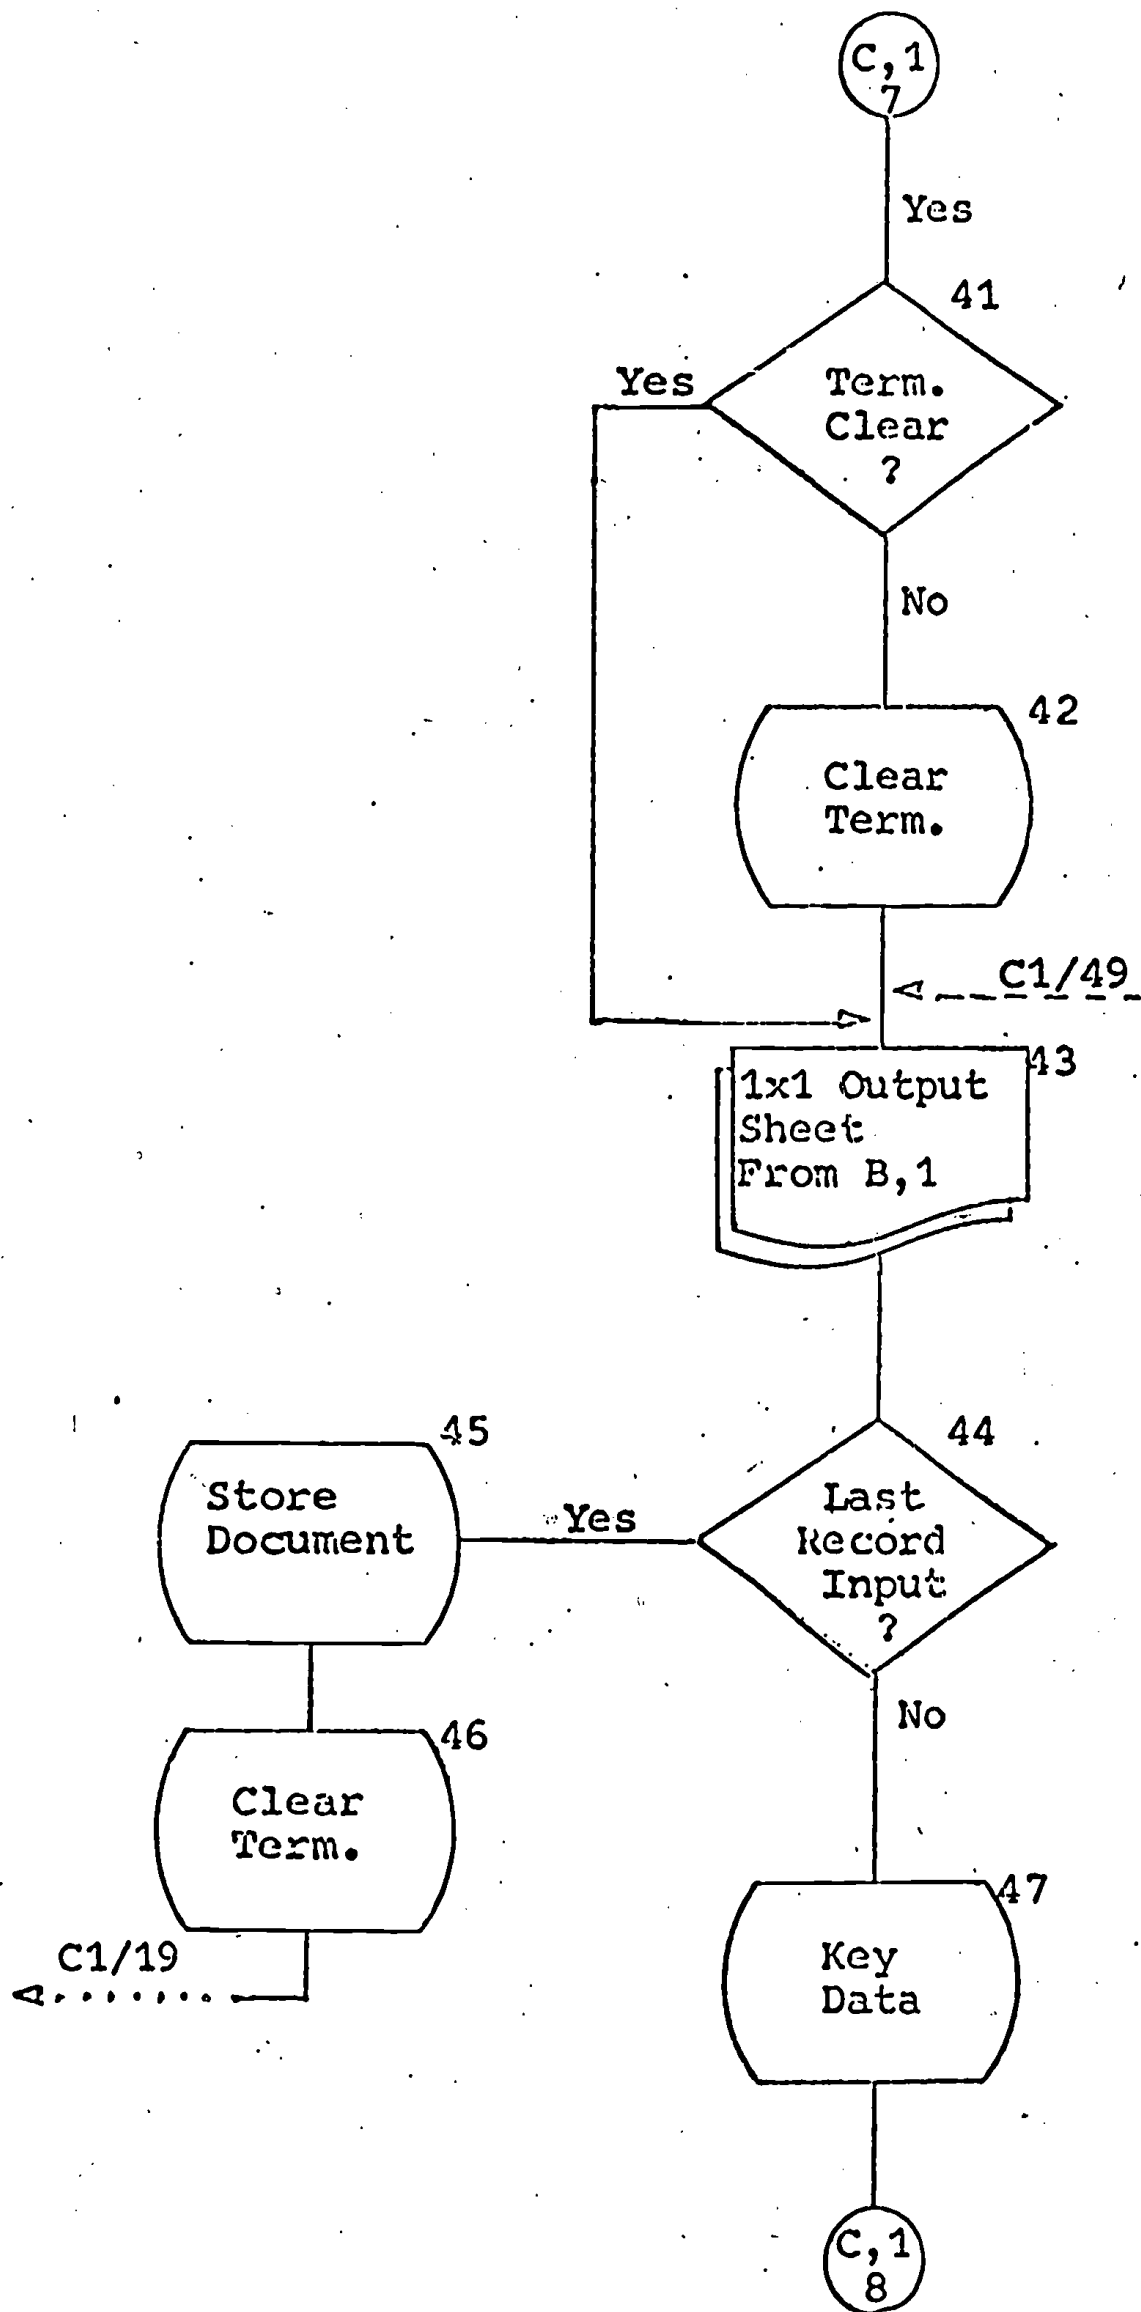 C,1
7
Yes
41
Yes
Term.
Clear
?
No
42
Clear
Term.
C1/49
43
1x1 Output
Sheet
From B,1
45
44
Store
Document
Yes
Last
Record
Input
?
46
No
Clear
Term.
47
C1/19
Key
Data
C,1
8